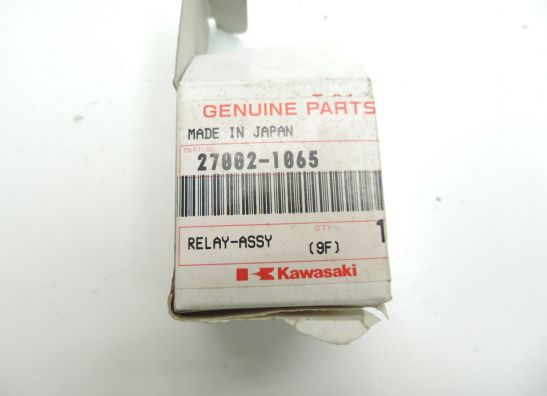 GENUINE PARTS
MADE IN JAPAN
PART-No.
27002-1065
QTY
RELAY-ASSY (9F) 1
Kawasaki